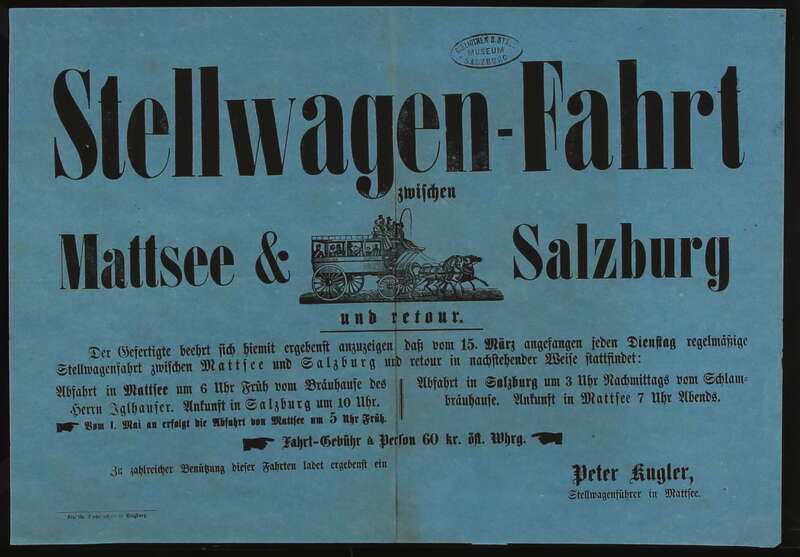 MUSEUM
SALZBURG
Stellwagen-Fahrt
zwischen
Mattsee & Salzburg
und retour.
Der Gefertigte beehrt sich hiemit ergebenst anzuzeigen, daß vom 15. März angefangen jeden Dienstag regelmäßige
Stellwagenfahrt zwischen Mattsee und Salzburg und retour in nachstehender Weise stattfindet:
Abfahrt in Mattsee um 6 Uhr Früh vom Bräuhause des
Herrn Iglhauser. Ankunft in Salzburg um 10 Uhr.
Vom 1. Mai an erfolgt die Abfahrt von Mattsee um 5 Uhr Früh.
Abfahrt in Salzburg um 3 Uhr Nachmittags vom Schlam-
bräuhause. Ankunft in Mattsee 7 Uhr Abends.
Fahrt-Gebühr à Person 60 kr. öst. Whrg.
Zu zahlreicher Benützung dieser Fahrten ladet ergebenst ein
Peter Kugler,
Stellwagenführer in Mattsee.
in Salzburg.